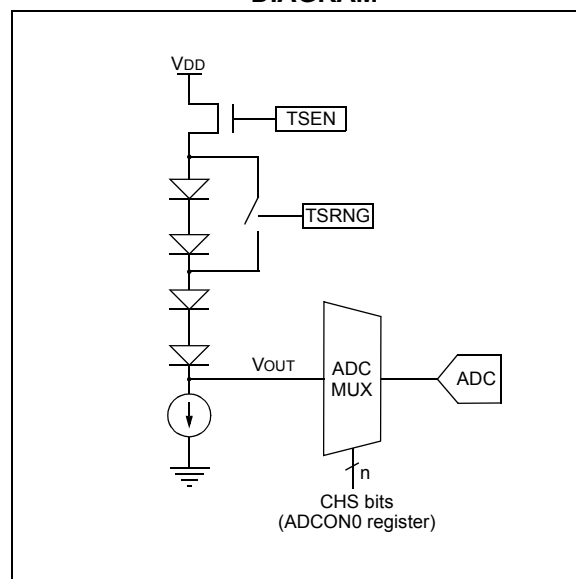 DIAGRAM
VDD
TSEN
TSRNG
VOUT
ADC
MUX
ADC
n
CHS bits
(ADCON0 register)